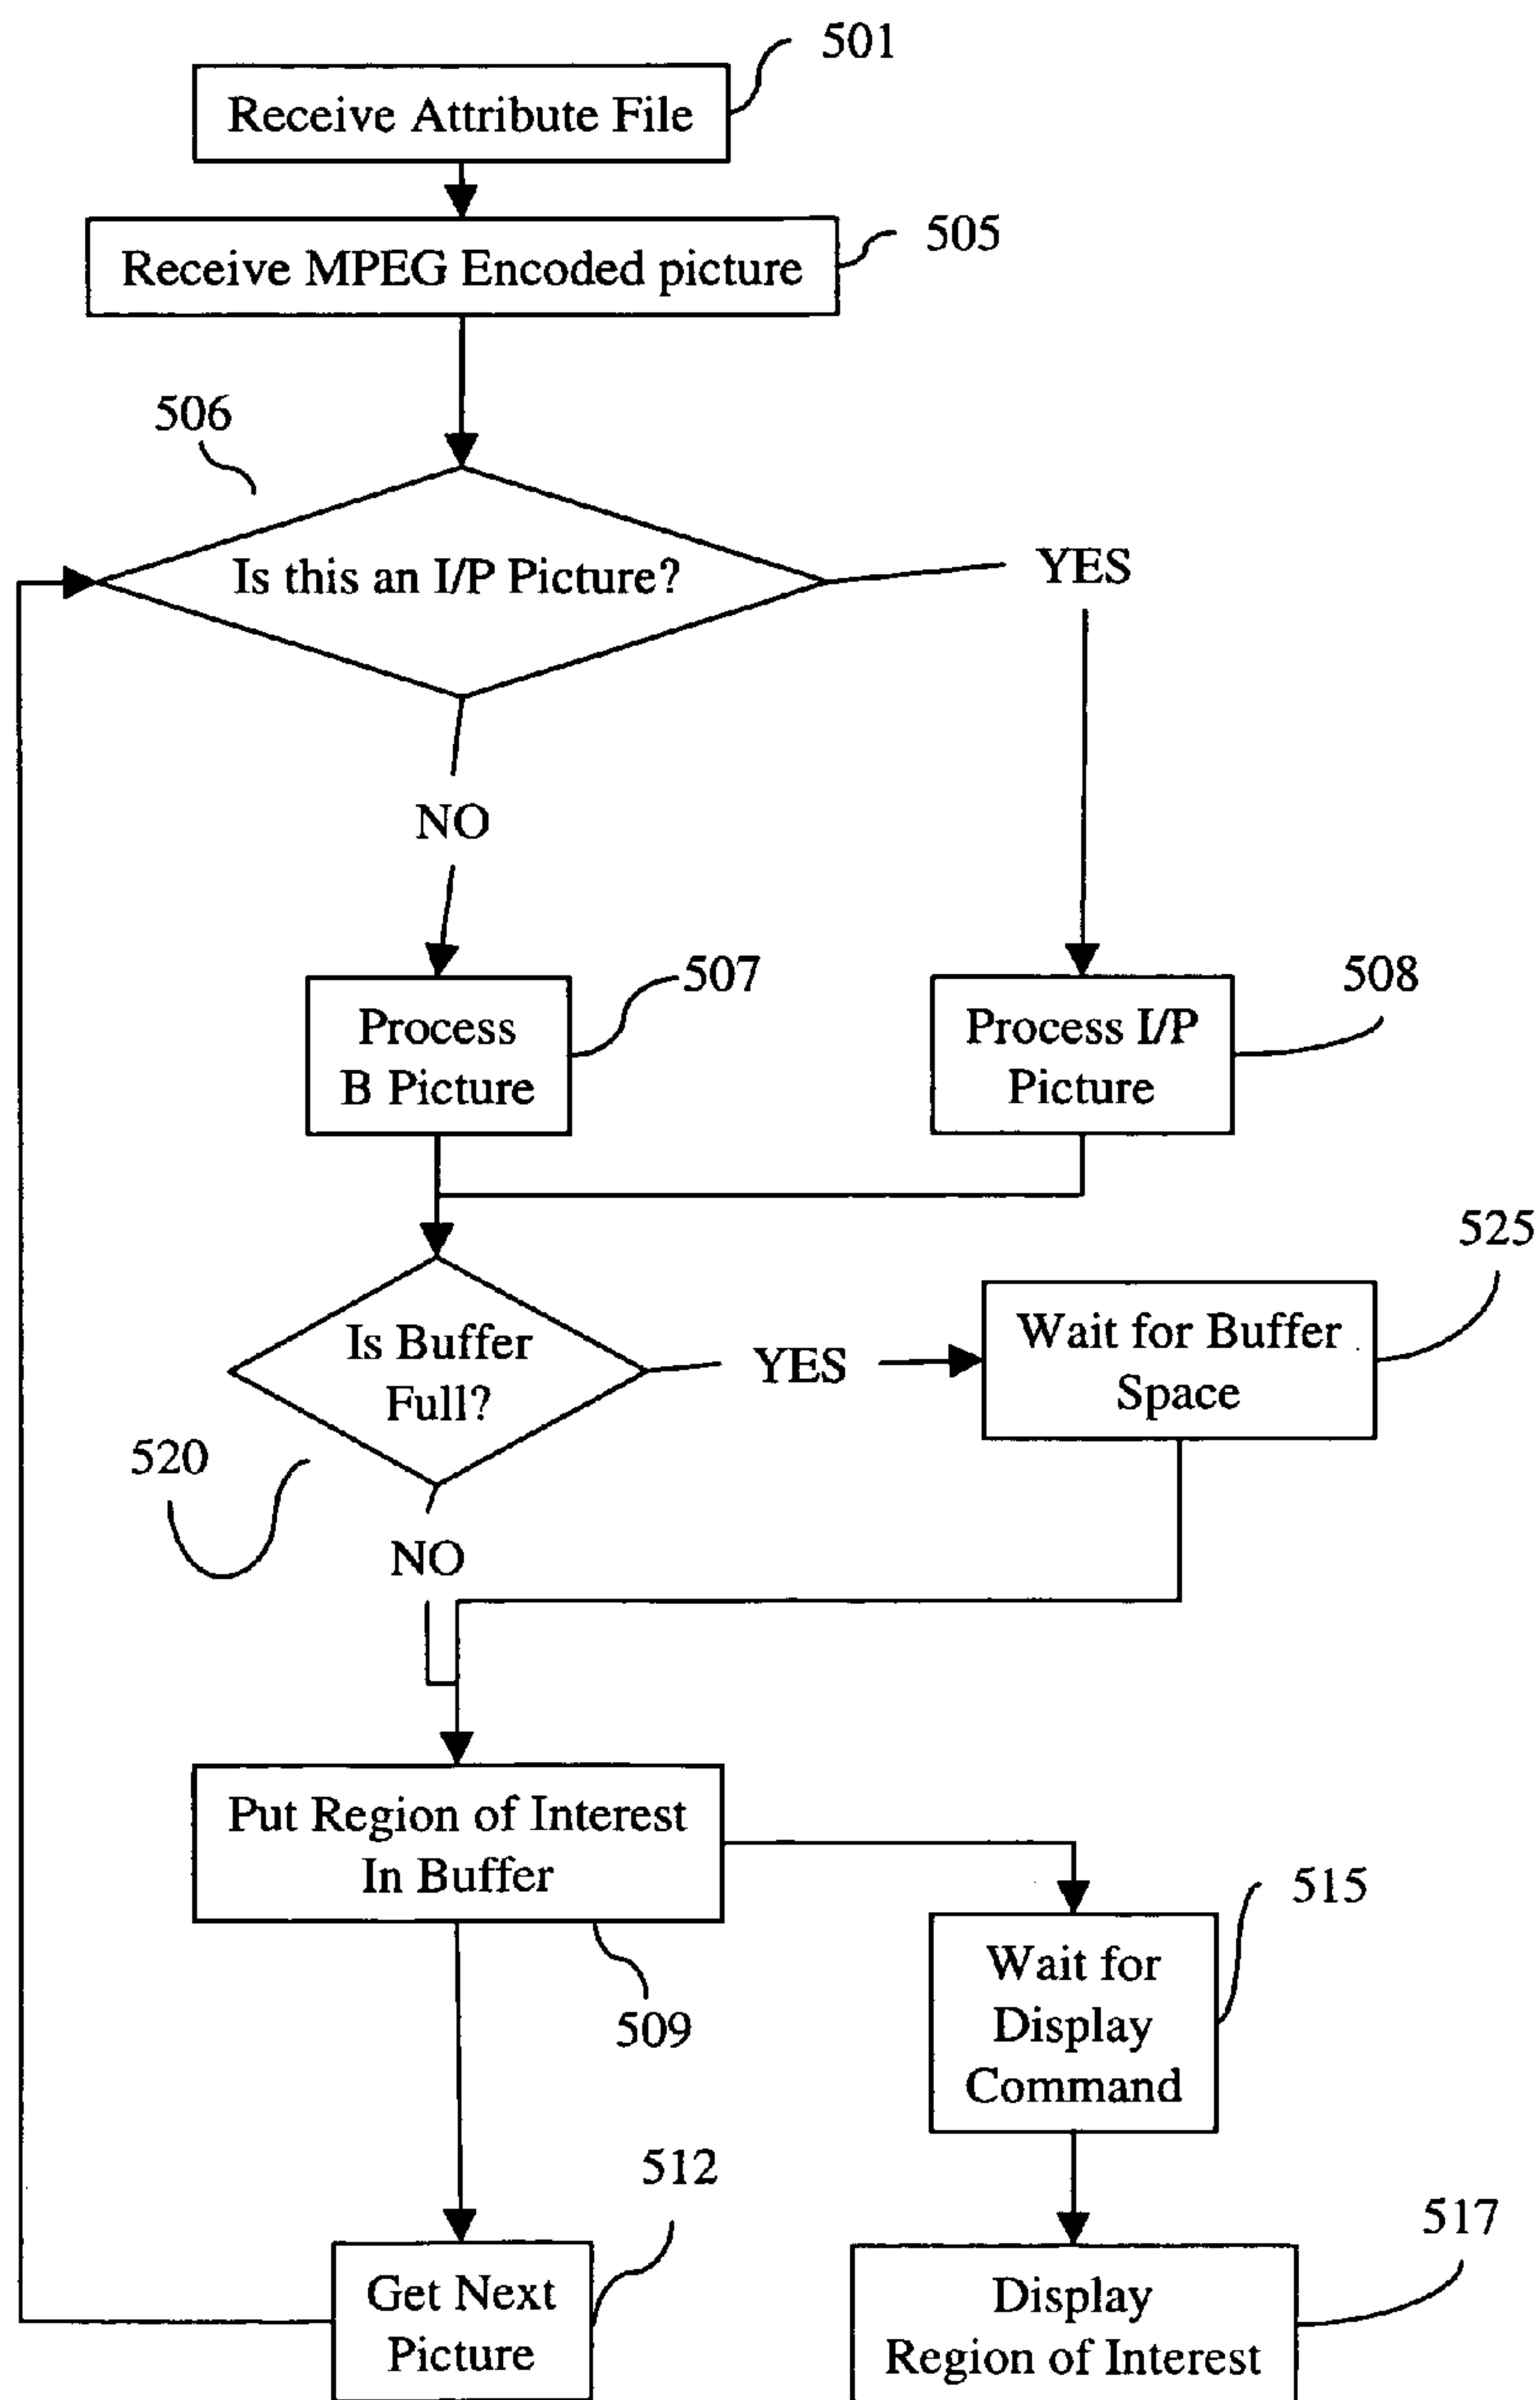 501
Receive Attribute File
505
Receive MPEG Encoded picture
506
Is this an I/P Picture?
YES
NO
507
508
Process
B Picture
Process I/P
Picture
525
Is Buffer
Full?
YES
Wait for Buffer
Space
520
NO
Put Region of Interest
In Buffer
515
509
Wait for
Display
Command
512
517
Get Next
Picture
Display
Region of Interest